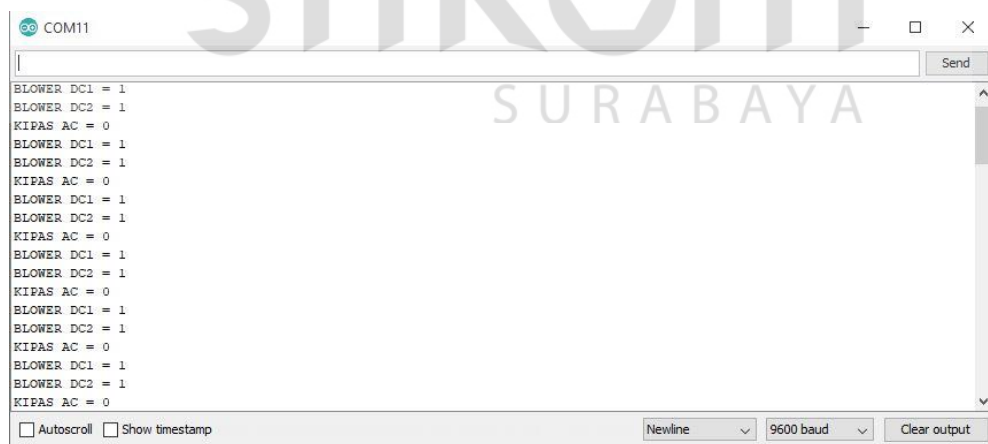 COM11
Send
SURABAYA
BLOWER DC1 = 1
BLOWER DC2 = 1
KIPAS AC = 0
BLOWER DC1 = 1
BLOWER DC2 = 1
KIPAS AC = 0
BLOWER DC1 = 1
BLOWER DC2 = 1
KIPAS AC = 0
BLOWER DC1 = 1
BLOWER DC2 = 1
KIPAS AC = 0
BLOWER DC1 = 1
BLOWER DC2 = 1
KIPAS AC = 0
BLOWER DC1 = 1
BLOWER DC2 = 1
KIPAS AC = 0
Autoscroll Show timestamp Newline 9600 baud Clear output